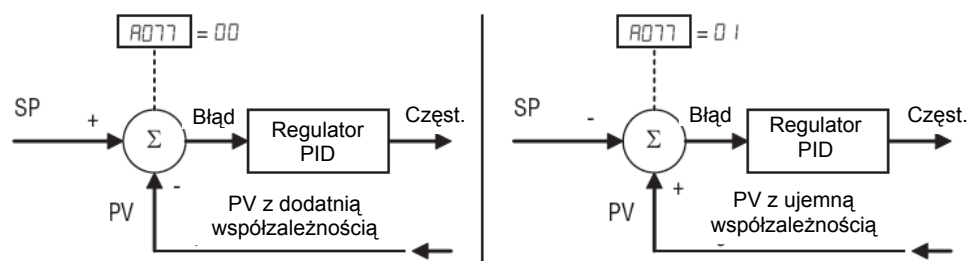 A077 = 00
SP
+
Σ
Błąd
Regulator
PID
Częst.
-
PV
PV z dodatnią
współzależnością
A077 = 01
SP
-
Σ
Błąd
Regulator
PID
Częst.
+
PV
PV z ujemną
współzależnością